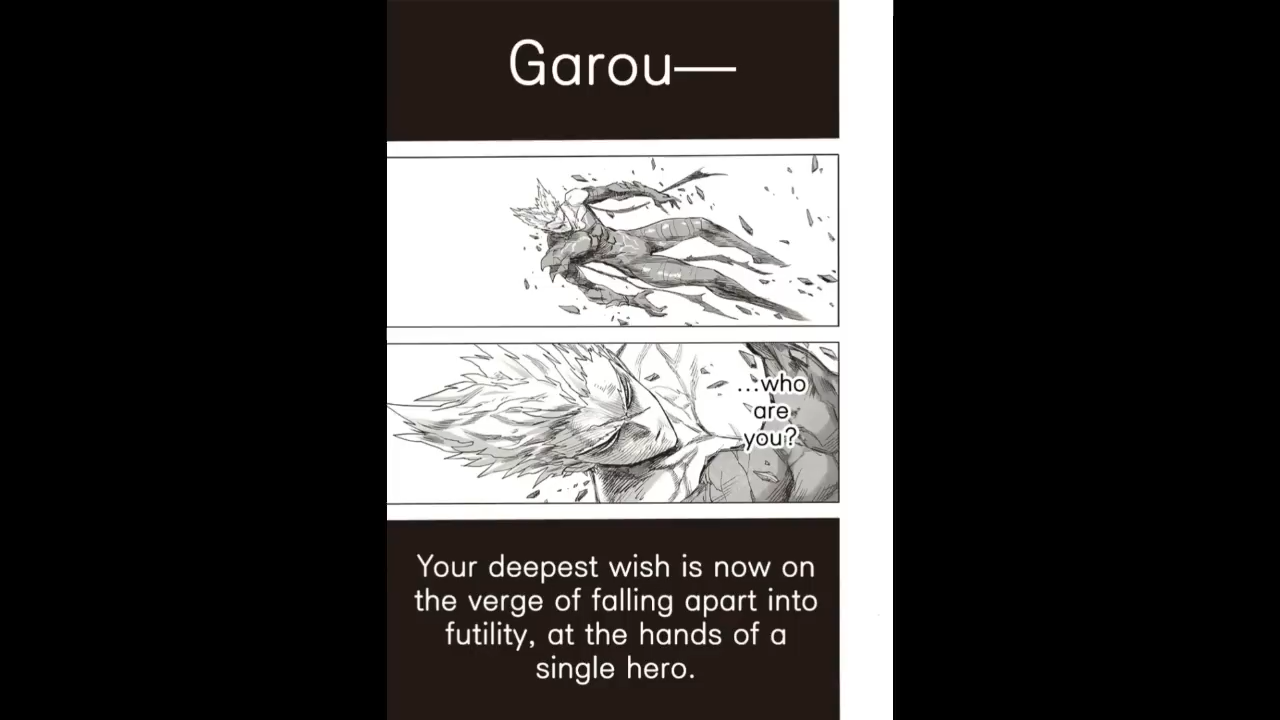 Garou—
...who
are
you?
Your deepest wish is now on
the verge of falling apart into
futility, at the hands of a
single hero.